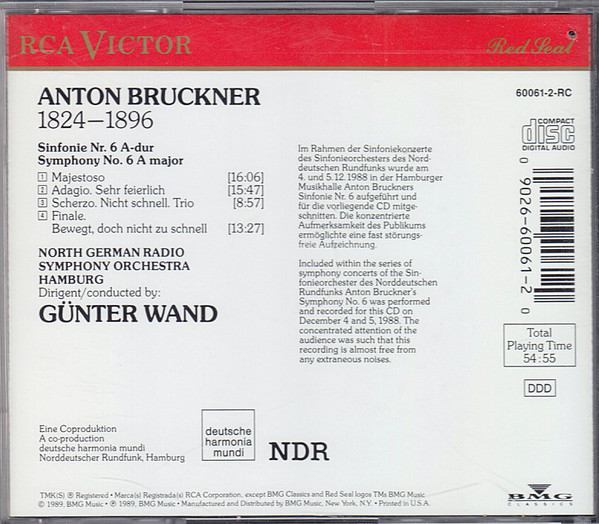 RCA VICTOR
Red Seal
ANTON BRUCKNER
1824–1896
60061-2-RC
COMPACT
disc
DIGITAL AUDIO
Sinfonie Nr. 6 A-dur
Symphony No. 6 A major
1 Majestoso [16:06]
2 Adagio. Sehr feierlich [15:47]
3 Scherzo. Nicht schnell. Trio [8:57]
4 Finale.
Bewegt, doch nicht zu schnell [13:27]
NORTH GERMAN RADIO
SYMPHONY ORCHESTRA
HAMBURG
Dirigent/conducted by:
GÜNTER WAND
Im Rahmen der Sinfoniekonzerte
des Sinfonieorchesters des Nord-
deutschen Rundfunks wurde am
4. und 5.12.1988 in der Hamburger
Musikhalle Anton Bruckners
Sinfonie Nr. 6 aufgeführt und
für die vorliegende CD mitge-
schnitten. Die konzentrierte
Aufmerksamkeit des Publikums
ermöglichte eine fast störungs-
freie Aufzeichnung.
Included within the series of
symphony concerts of the Sin-
fonieorchester des Norddeutschen
Rundfunks Anton Bruckner's
Symphony No. 6 was performed
and recorded for this CD on
December 4 and 5, 1988. The
concentrated attention of the
audience was such that this
recording is almost free from
any extraneous noises.
0 9026-60061-2 0
Total
Playing Time
54:55
DDD
Eine Coproduktion
A co-production
deutsche harmonia mundi
Norddeutscher Rundfunk, Hamburg
deutsche
harmonia
mundi
NDR
TMK(S) ® Registered • Marca(s) Registrada(s) RCA Corporation, except BMG Classics and Red Seal logos TMs BMG Music
© 1989, BMG Music • ℗ 1989, BMG Music • Manufactured and Distributed by BMG Music, New York, N.Y. • Printed in U.S.A.
BMG
CLASSICS